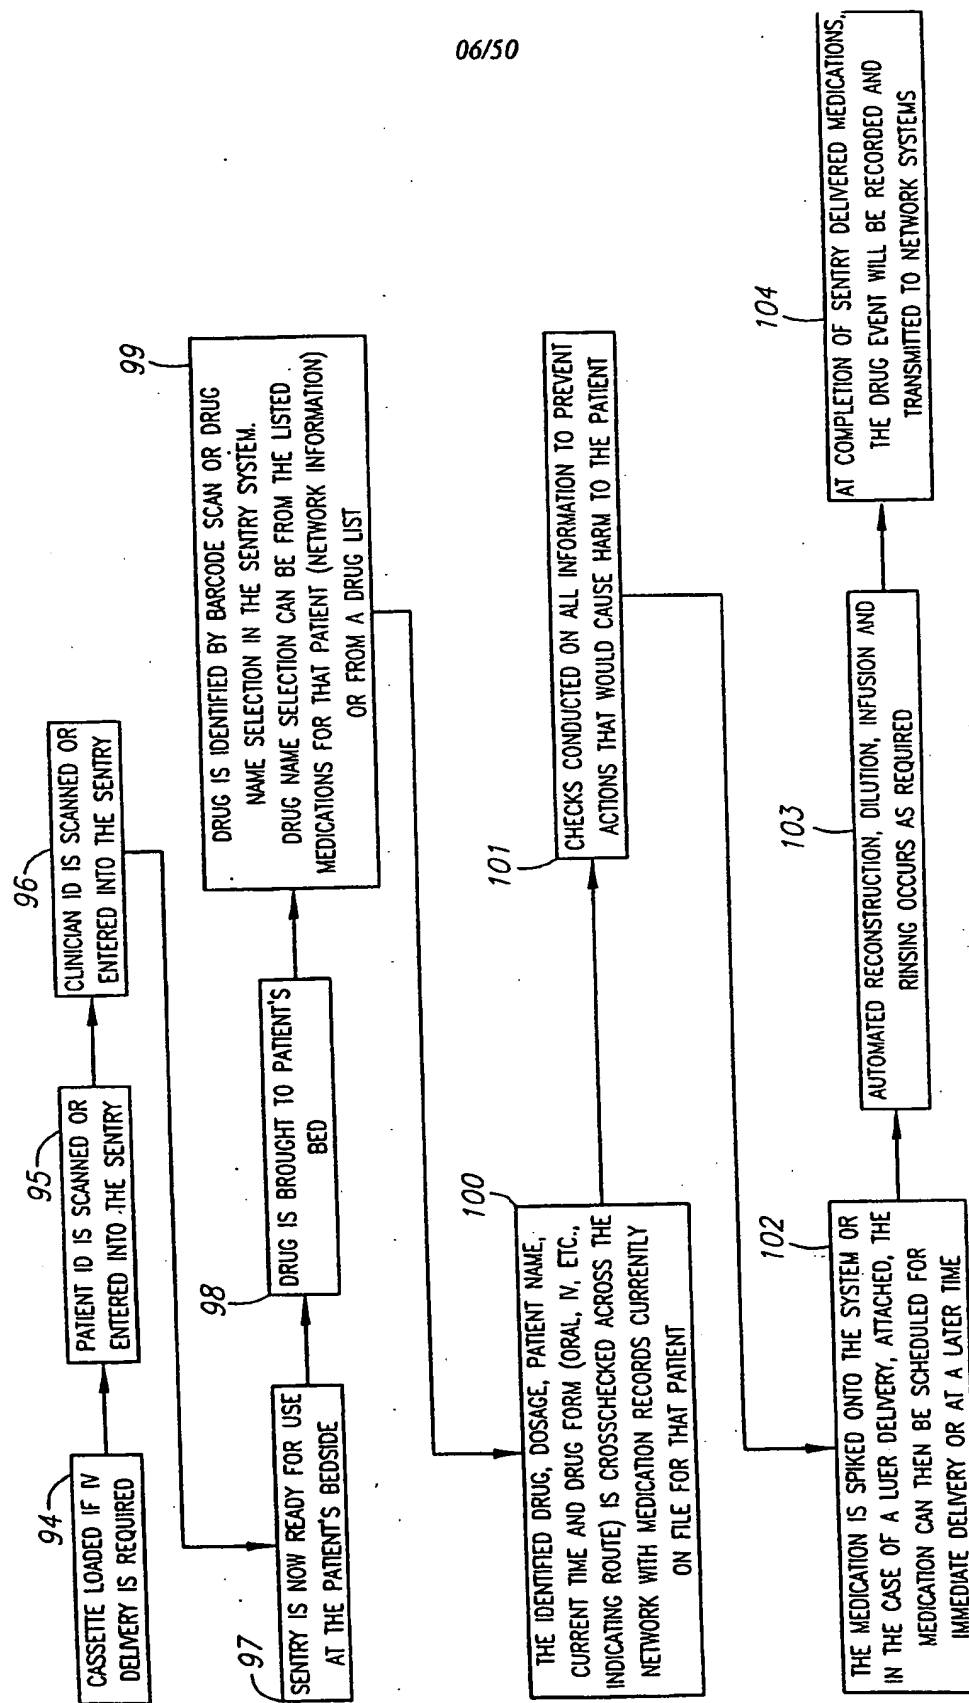 06/50
94
CASSETTE LOADED IF IV
DELIVERY IS REQUIRED
95
PATIENT ID IS SCANNED OR
ENTERED INTO THE SENTRY
96
CLINICIAN ID IS SCANNED OR
ENTERED INTO THE SENTRY
97
SENTRY IS NOW READY FOR USE
AT THE PATIENT'S BEDSIDE
98
DRUG IS BROUGHT TO PATIENT'S
BED
99
DRUG IS IDENTIFIED BY BARCODE SCAN OR DRUG
NAME SELECTION IN THE SENTRY SYSTEM.
DRUG NAME SELECTION CAN BE FROM THE LISTED
MEDICATIONS FOR THAT PATIENT (NETWORK INFORMATION)
OR FROM A DRUG LIST
100
THE IDENTIFIED DRUG, DOSAGE, PATIENT NAME,
CURRENT TIME AND DRUG FORM (ORAL, IV, ETC.,
INDICATING ROUTE) IS CROSSCHECKED ACROSS THE
NETWORK WITH MEDICATION RECORDS CURRENTLY
ON FILE FOR THAT PATIENT
101
CHECKS CONDUCTED ON ALL INFORMATION TO PREVENT
ACTIONS THAT WOULD CAUSE HARM TO THE PATIENT
102
THE MEDICATION IS SPIKED ONTO THE SYSTEM OR
IN THE CASE OF A LUER DELIVERY, ATTACHED, THE
MEDICATION CAN THEN BE SCHEDULED FOR
IMMEDIATE DELIVERY OR AT A LATER TIME
103
AUTOMATED RECONSTRUCTION, DILUTION, INFUSION AND
RINSING OCCURS AS REQUIRED
104
AT COMPLETION OF SENTRY DELIVERED MEDICATIONS,
THE DRUG EVENT WILL BE RECORDED AND
TRANSMITTED TO NETWORK SYSTEMS